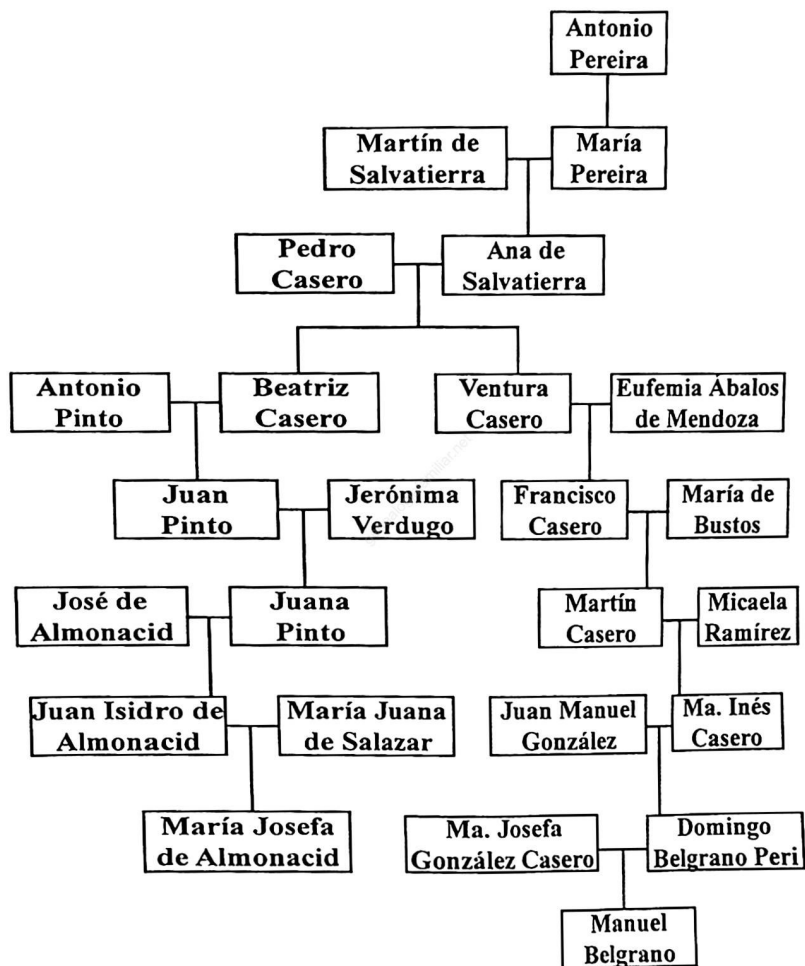 Antonio
Pereira
Martín de
Salvatierra
María
Pereira
Pedro
Casero
Ana de
Salvatierra
Antonio
Pinto
Beatriz
Casero
Ventura
Casero
Eufemia Ábalos
de Mendoza
Juan
Pinto
Jerónima
Verdugo
Francisco
Casero
María de
Bustos
José de
Almonacid
Juana
Pinto
Martín
Casero
Micaela
Ramírez
Juan Isidro de
Almonacid
María Juana
de Salazar
Juan Manuel
González
Ma. Inés
Casero
María Josefa
de Almonacid
Ma. Josefa
González Casero
Domingo
Belgrano Peri
Manuel
Belgrano